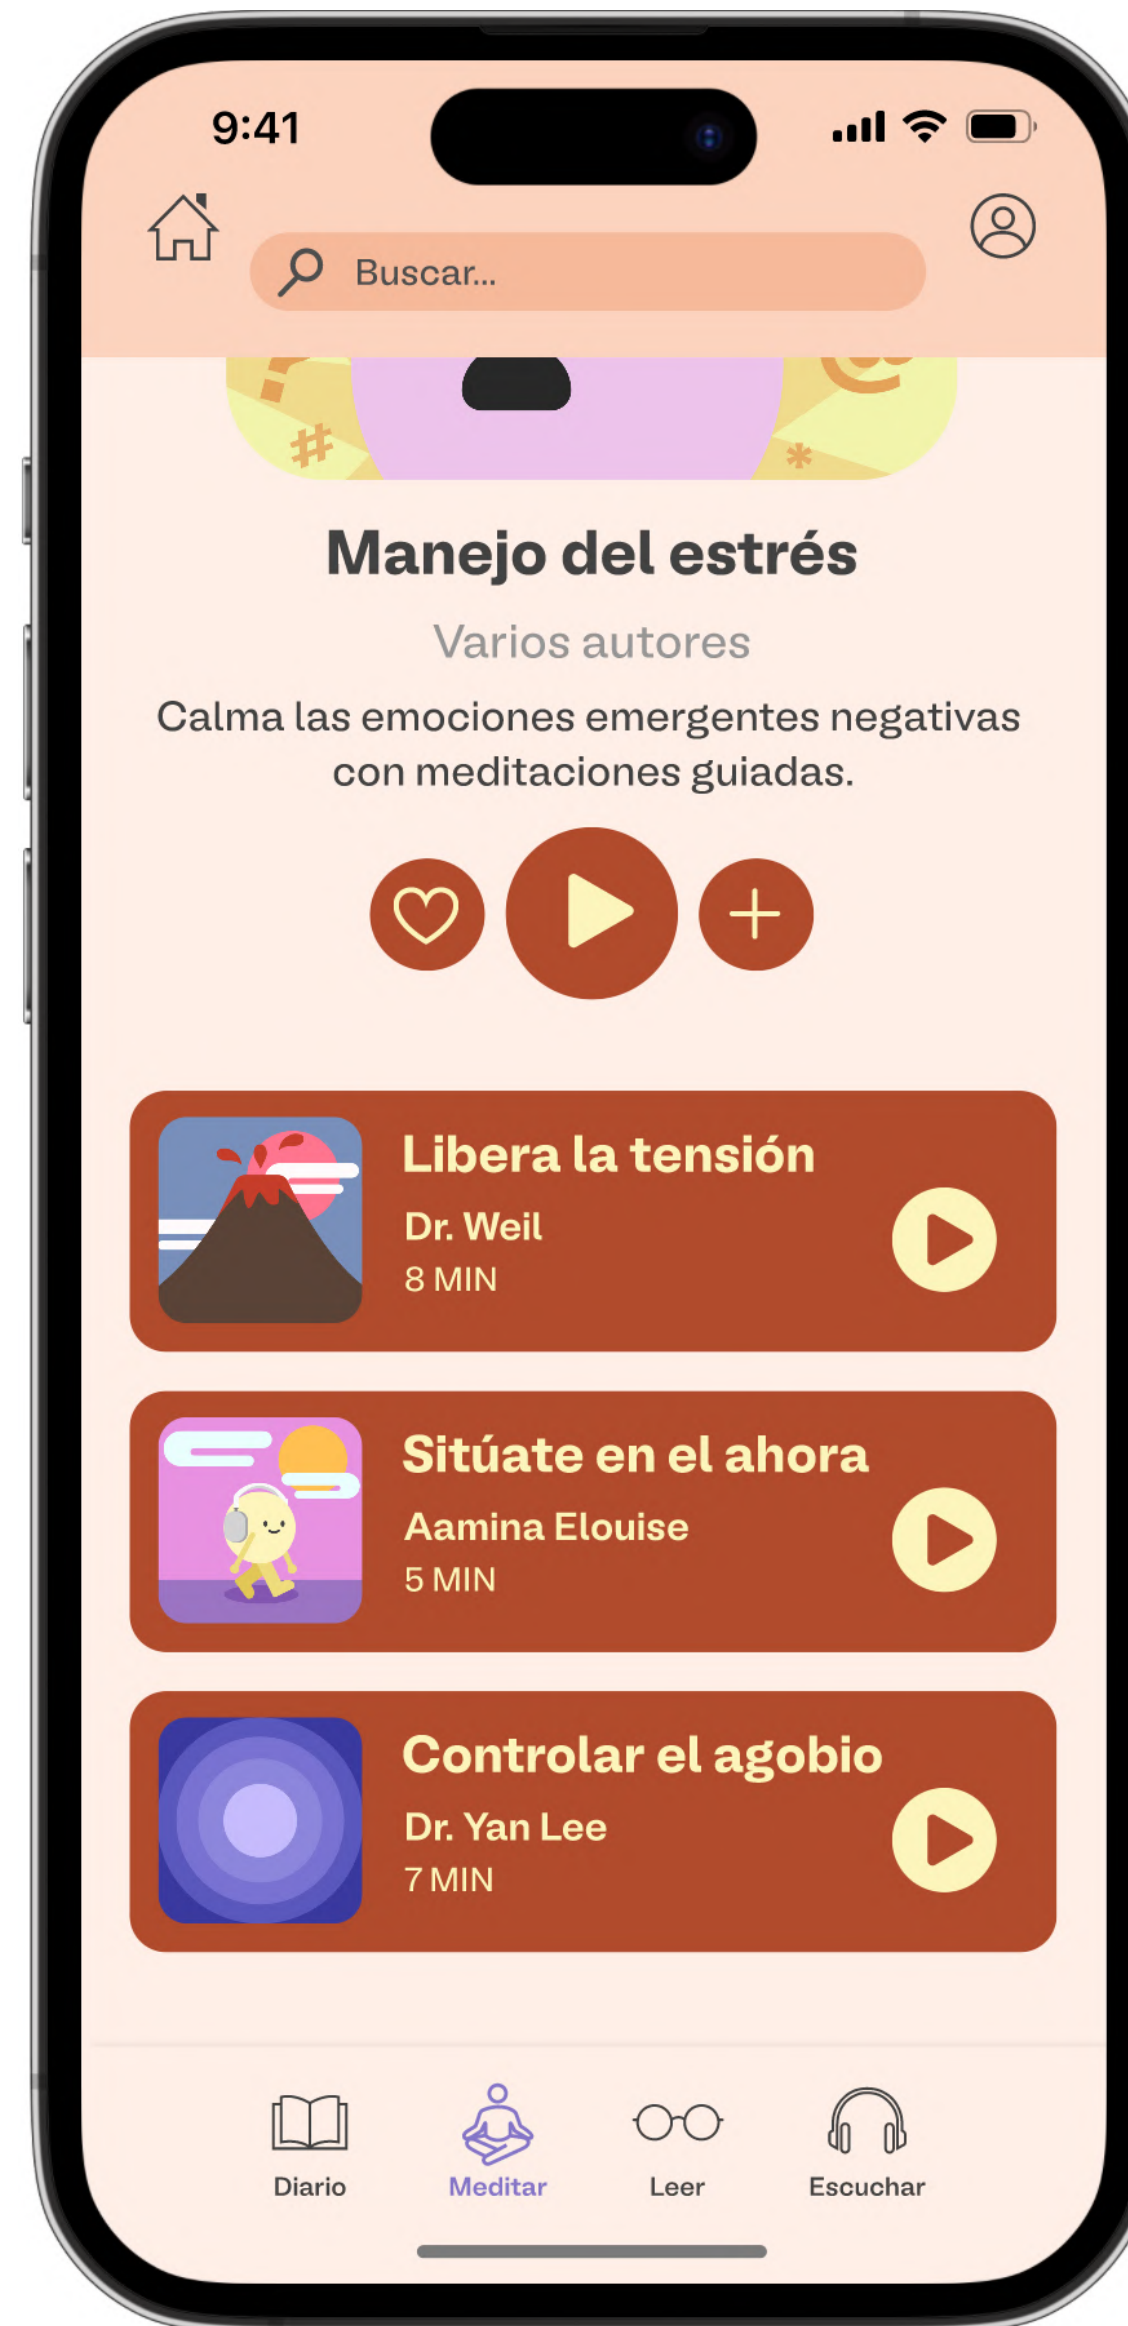 9:41
Buscar...
?
@
#
*
Manejo del estrés
Varios autores
Calma las emociones emergentes negativas
con meditaciones guiadas.
Libera la tensión
Dr. Weil
8 MIN
Sitúate en el ahora
Aamina Elouise
5 MIN
Controlar el agobio
Dr. Yan Lee
7 MIN
Diario
Meditar
Leer
Escuchar